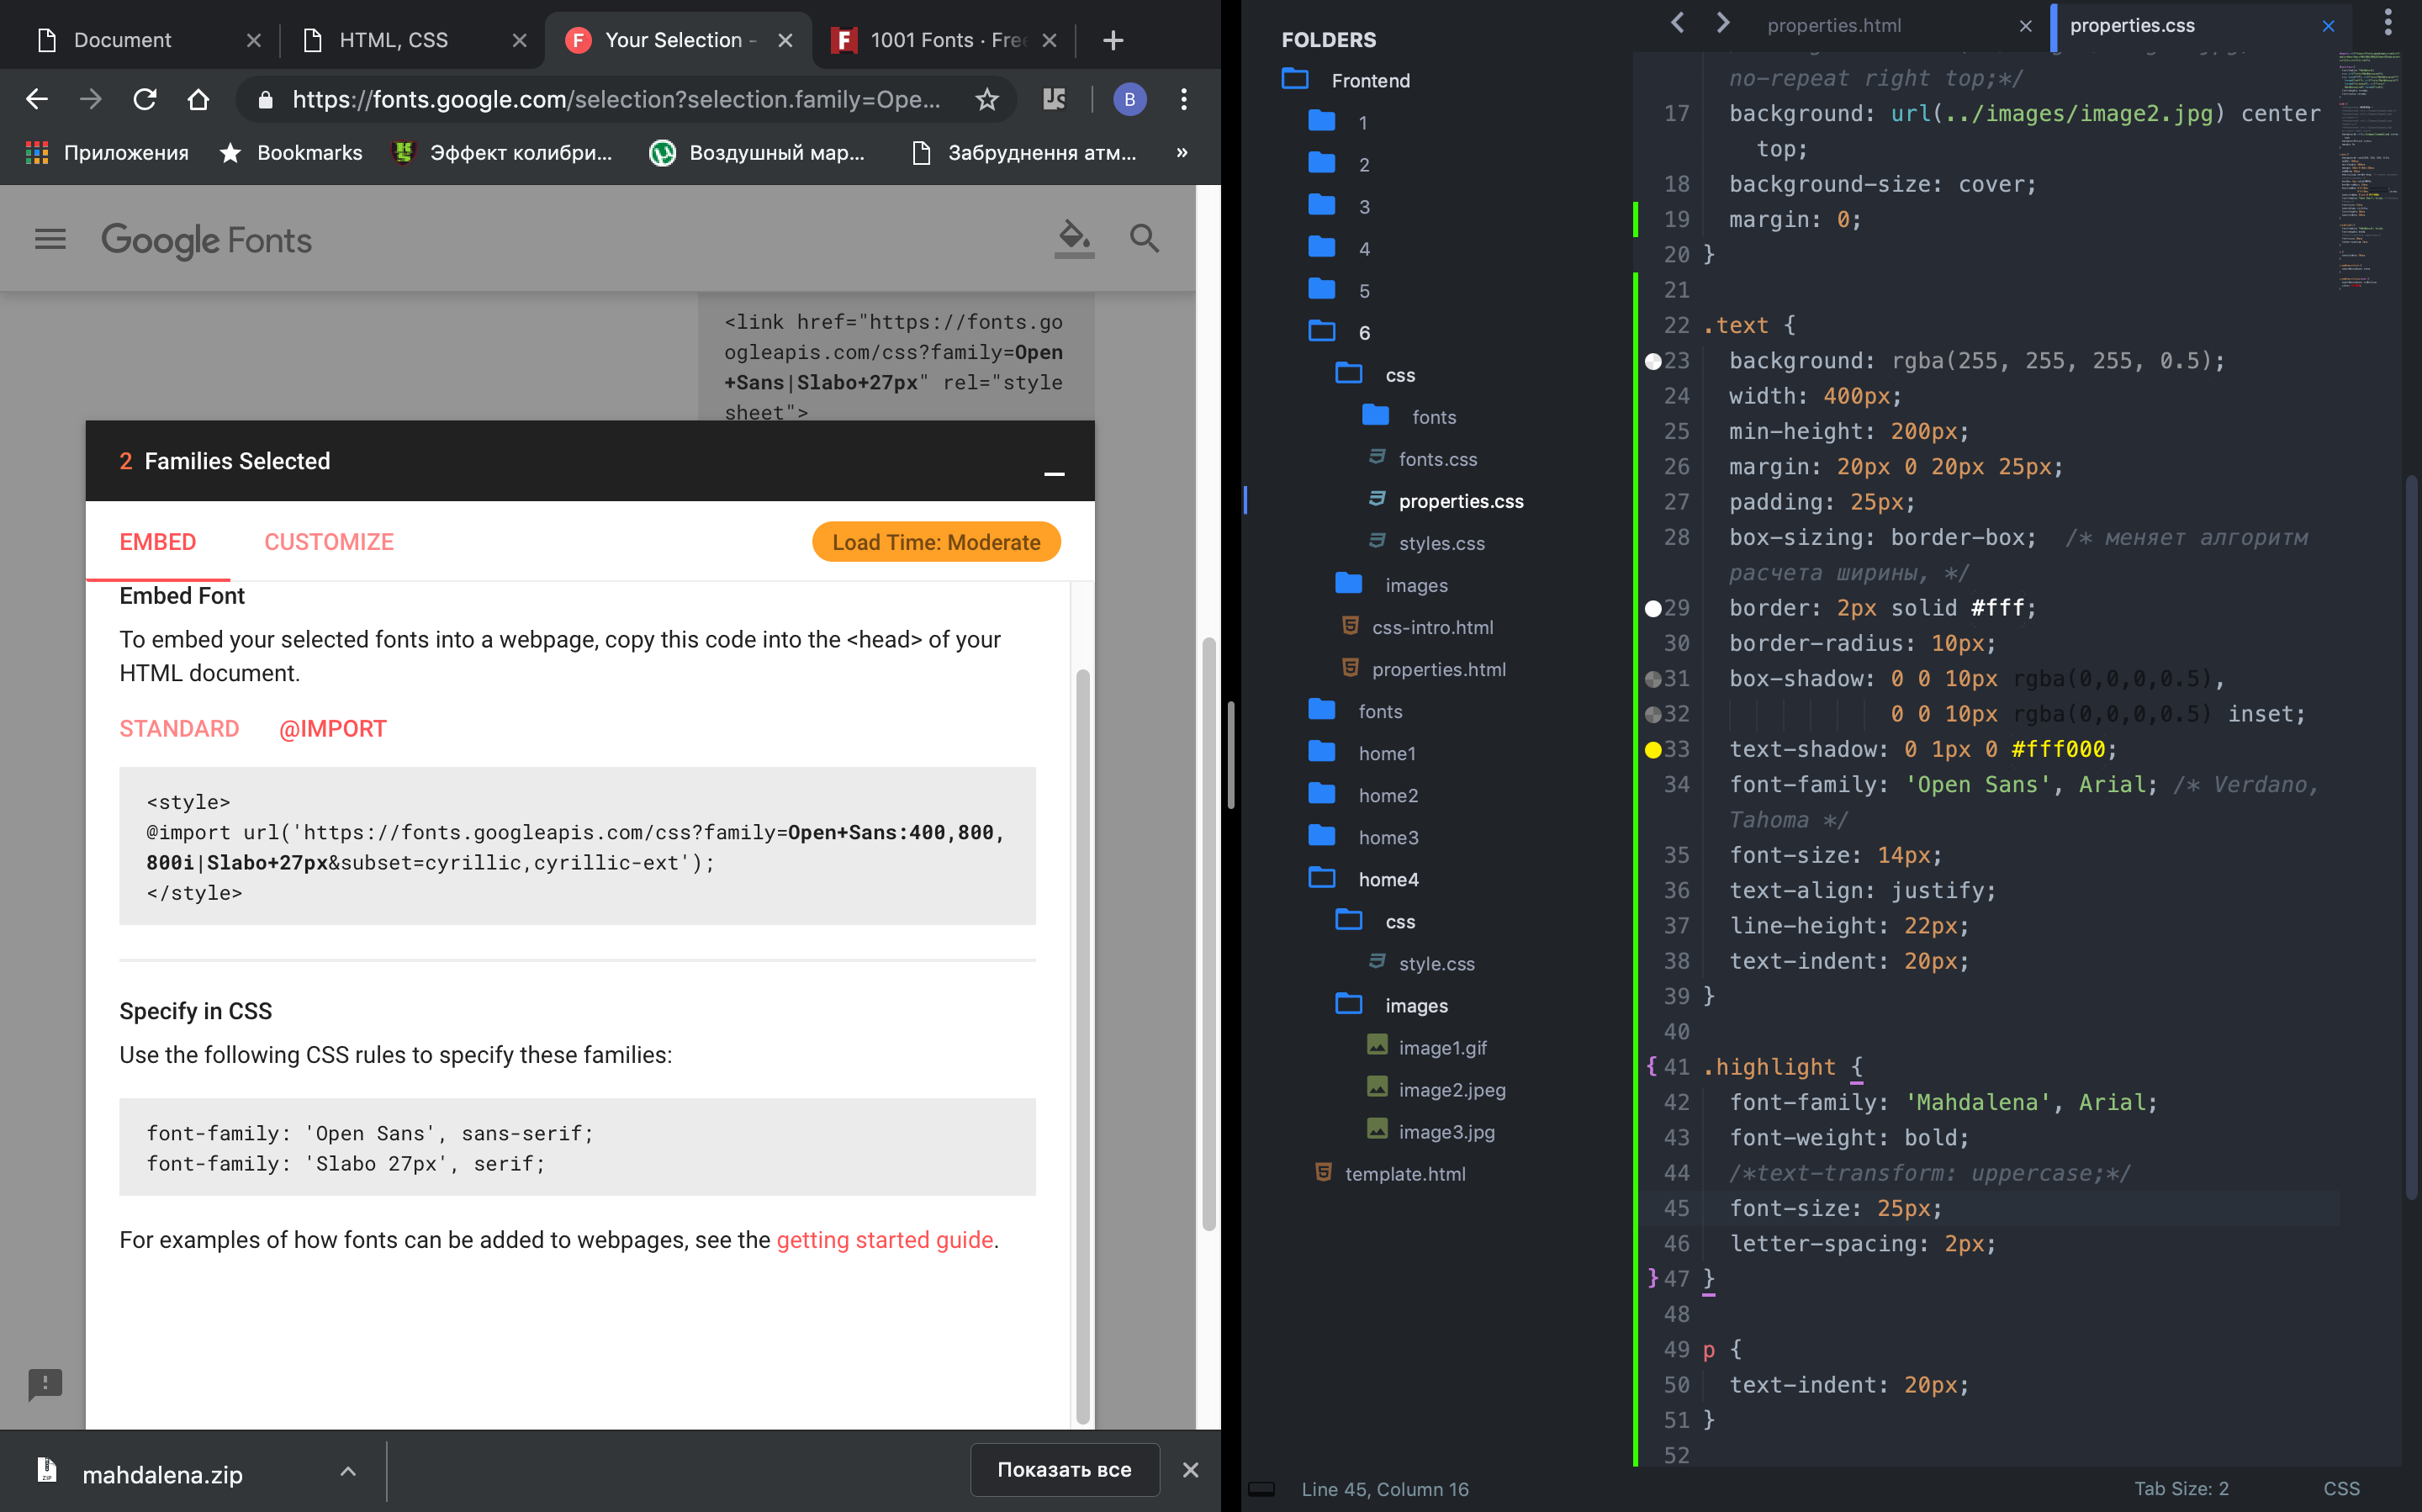 Document
HTML, CSS
Your Selection -
1001 Fonts · Fre
https://fonts.google.com/selection?selection.family=Ope...
JS
B
Приложения
Bookmarks
Эффект колибри...
Воздушный мар...
Забруднення атм...
»
Google Fonts
<link href="https://fonts.go
ogleapis.com/css?family=Open
+Sans|Slabo+27px" rel="style
sheet">
2 Families Selected
EMBED
CUSTOMIZE
Load Time: Moderate
Embed Font
To embed your selected fonts into a webpage, copy this code into the <head> of your
HTML document.
STANDARD
@IMPORT
<style>
@import url('https://fonts.googleapis.com/css?family=Open+Sans:400,800,
800i|Slabo+27px&subset=cyrillic,cyrillic-ext');
</style>
Specify in CSS
Use the following CSS rules to specify these families:
font-family: 'Open Sans', sans-serif;
font-family: 'Slabo 27px', serif;
For examples of how fonts can be added to webpages, see the getting started guide.
mahdalena.zip
Показать все
FOLDERS
Frontend
1
2
3
4
5
6
css
fonts
fonts.css
properties.css
styles.css
images
css-intro.html
properties.html
fonts
home1
home2
home3
home4
css
style.css
images
image1.gif
image2.jpeg
image3.jpg
template.html
properties.html
properties.css
no-repeat right top;*/
17 background: url(../images/image2.jpg) center
top;
18 background-size: cover;
19 margin: 0;
20 }
21
22 .text {
23 background: rgba(255, 255, 255, 0.5);
24 width: 400px;
25 min-height: 200px;
26 margin: 20px 0 20px 25px;
27 padding: 25px;
28 box-sizing: border-box; /* меняет алгоритм
расчета ширины, */
29 border: 2px solid #fff;
30 border-radius: 10px;
31 box-shadow: 0 0 10px rgba(0,0,0,0.5),
32 0 0 10px rgba(0,0,0,0.5) inset;
33 text-shadow: 0 1px 0 #fff000;
34 font-family: 'Open Sans', Arial; /* Verdano,
Tahoma */
35 font-size: 14px;
36 text-align: justify;
37 line-height: 22px;
38 text-indent: 20px;
39 }
40
{ 41 .highlight {
42 font-family: 'Mahdalena', Arial;
43 font-weight: bold;
44 /*text-transform: uppercase;*/
45 font-size: 25px;
46 letter-spacing: 2px;
} 47 }
48
49 p {
50 text-indent: 20px;
51 }
52
Line 45, Column 16
Tab Size: 2
CSS